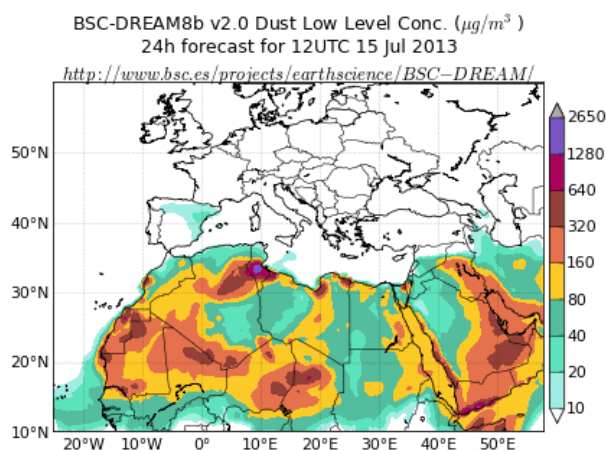 BSC-DREAM8b v2.0 Dust Low Level Conc. (μg/m³ )
24h forecast for 12UTC 15 Jul 2013
http://www.bsc.es/projects/earthscience/BSC−DREAM/
2650
1280
640
320
160
80
40
20
10
50°N
40°N
30°N
20°N
10°N
20°W 10°W 0° 10°E 20°E 30°E 40°E 50°E